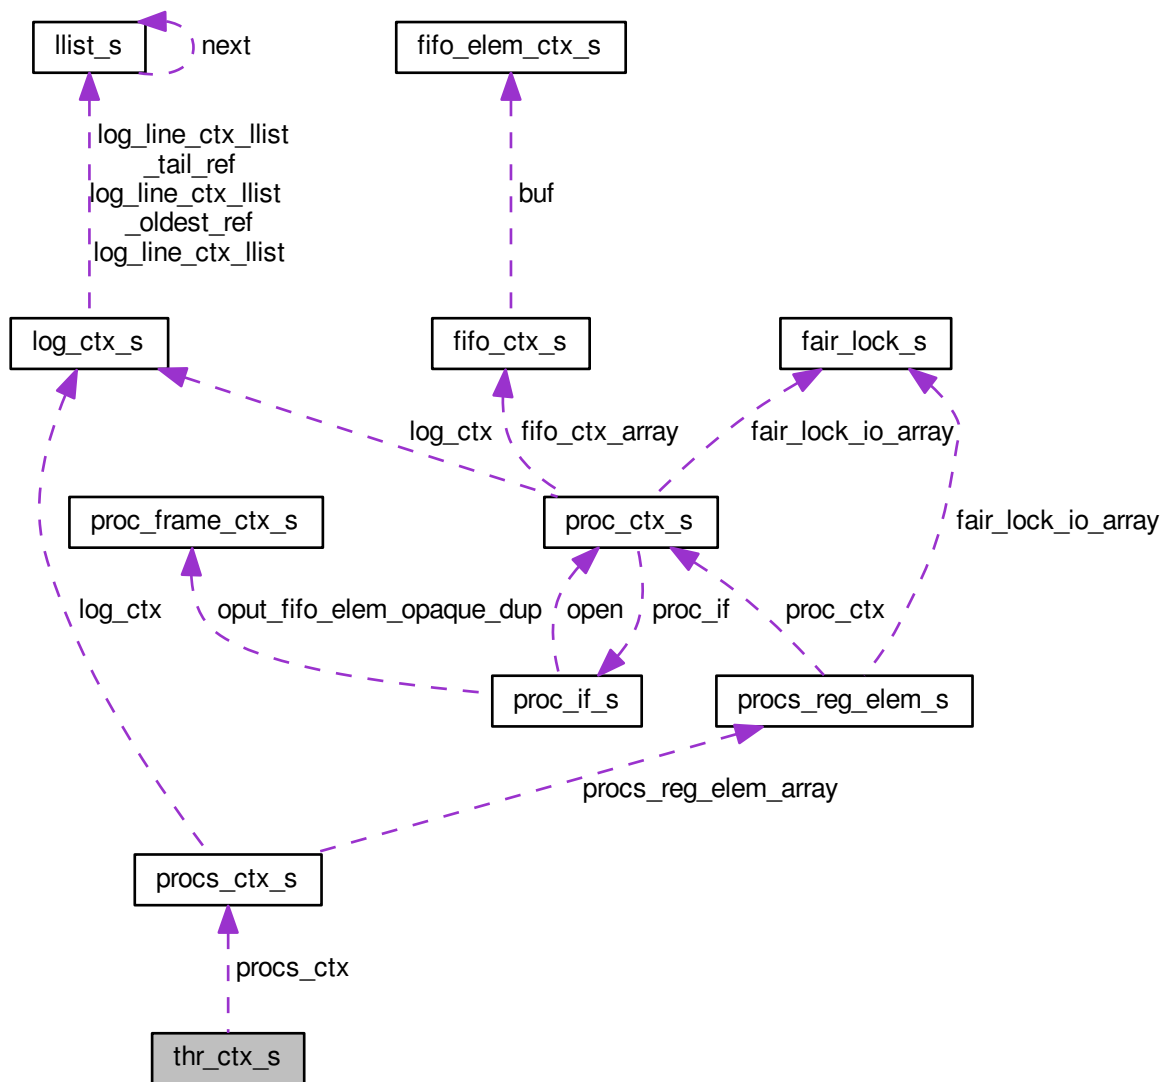 llist_s
next
fifo_elem_ctx_s
log_line_ctx_llist
_tail_ref
log_line_ctx_llist
_oldest_ref
log_line_ctx_llist
buf
log_ctx_s
fifo_ctx_s
fair_lock_s
log_ctx
fifo_ctx_array
fair_lock_io_array
proc_frame_ctx_s
proc_ctx_s
fair_lock_io_array
log_ctx
oput_fifo_elem_opaque_dup
open
proc_if
proc_ctx
proc_if_s
procs_reg_elem_s
procs_reg_elem_array
procs_ctx_s
procs_ctx
thr_ctx_s